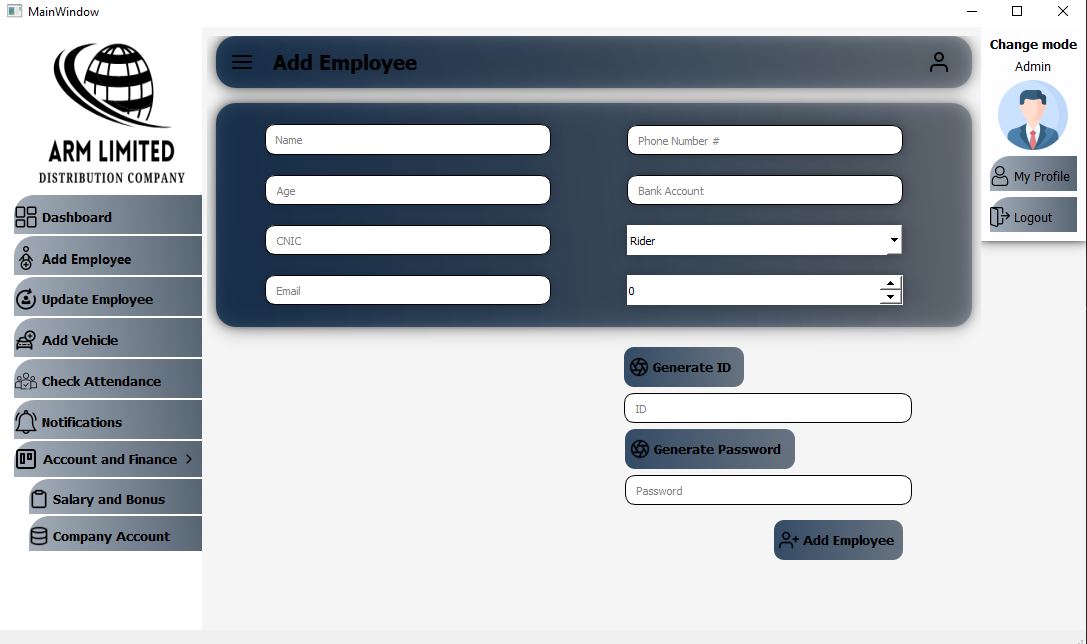 MainWindow
ARM LIMITED
DISTRIBUTION COMPANY
Dashboard
Add Employee
Update Employee
Add Vehicle
Check Attendance
Notifications
Account and Finance
Salary and Bonus
Company Account
Add Employee
Name
Phone Number #
Age
Bank Account
CNIC
Rider
Email
0
Generate ID
ID
Generate Password
Password
Add Employee
Change mode
Admin
My Profile
Logout